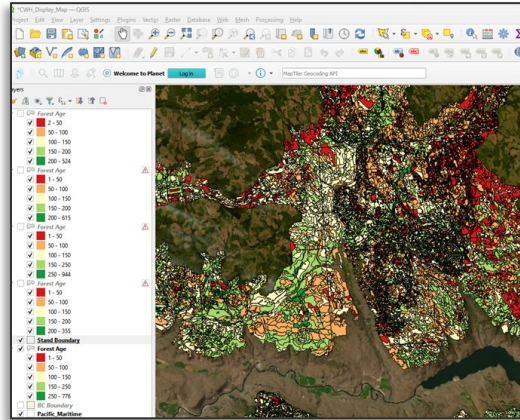 *CWH_Display_Map — QGIS
Project Edit View Layer Settings Plugins Vector Raster Database Web Mesh Processing Help
Welcome to Planet Log in MapTiler Geocoding API
ayers
Forest Age
2 - 50
50 - 100
100 - 150
150 - 200
200 - 524
Forest Age
1 - 50
50 - 100
100 - 150
150 - 200
200 - 615
Forest Age
1 - 50
50 - 100
100 - 150
150 - 250
250 - 944
Forest Age
1 - 50
50 - 100
100 - 150
150 - 200
200 - 355
Stand Boundary
Forest Age
1 - 50
50 - 100
100 - 150
150 - 250
250 - 776
BC Boundary
Pacific_Maritime